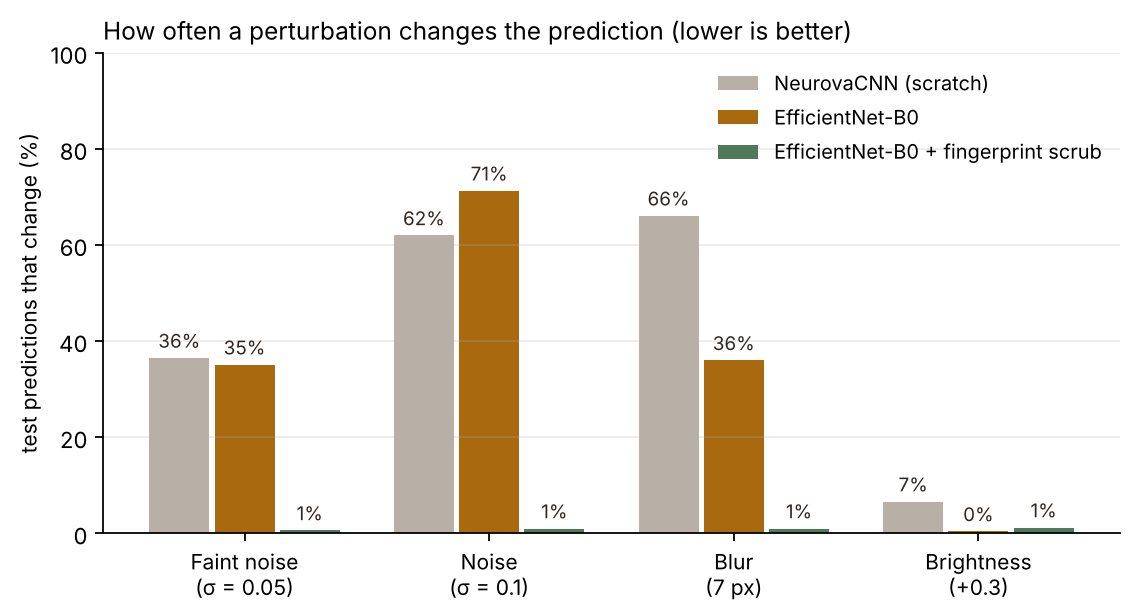 How often a perturbation changes the prediction (lower is better)
test predictions that change (%)
100
80
60
40
20
0
NeurovaCNN (scratch)
EfficientNet-B0
EfficientNet-B0 + fingerprint scrub
36%
35%
1%
62%
71%
1%
66%
36%
1%
7%
0%
1%
Faint noise
(σ = 0.05)
Noise
(σ = 0.1)
Blur
(7 px)
Brightness
(+0.3)